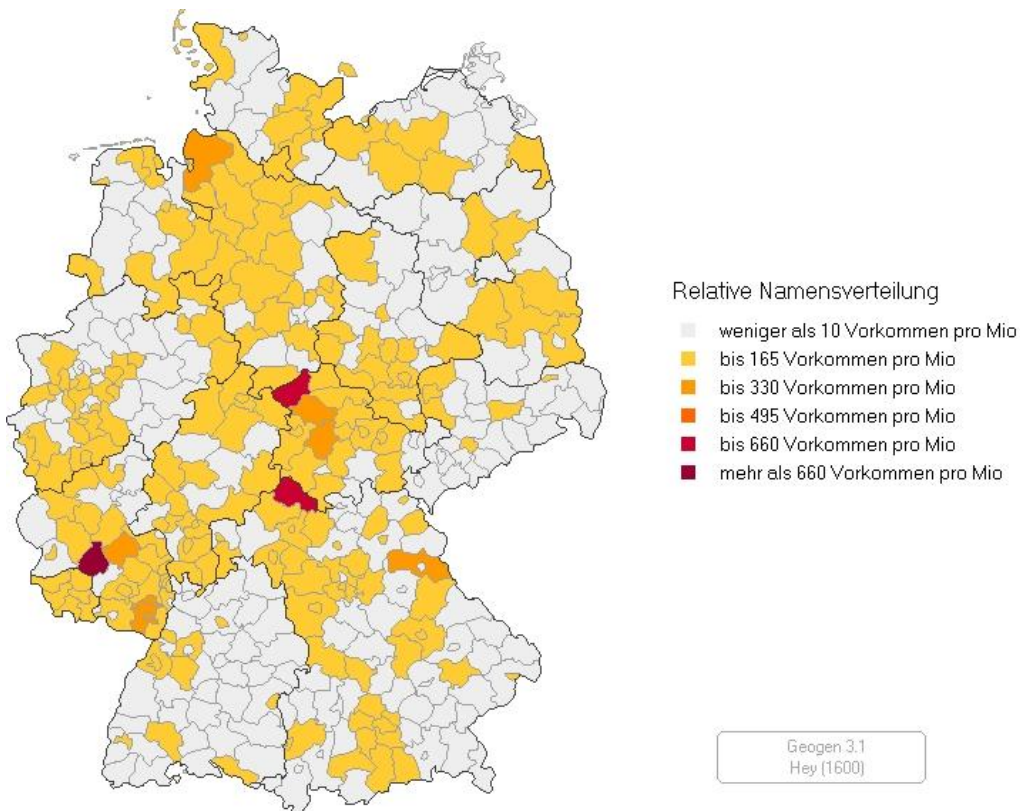 Relative Namensverteilung
weniger als 10 Vorkommen pro Mio
bis 165 Vorkommen pro Mio
bis 330 Vorkommen pro Mio
bis 495 Vorkommen pro Mio
bis 660 Vorkommen pro Mio
mehr als 660 Vorkommen pro Mio
Geogen 3.1
Hey (1600)